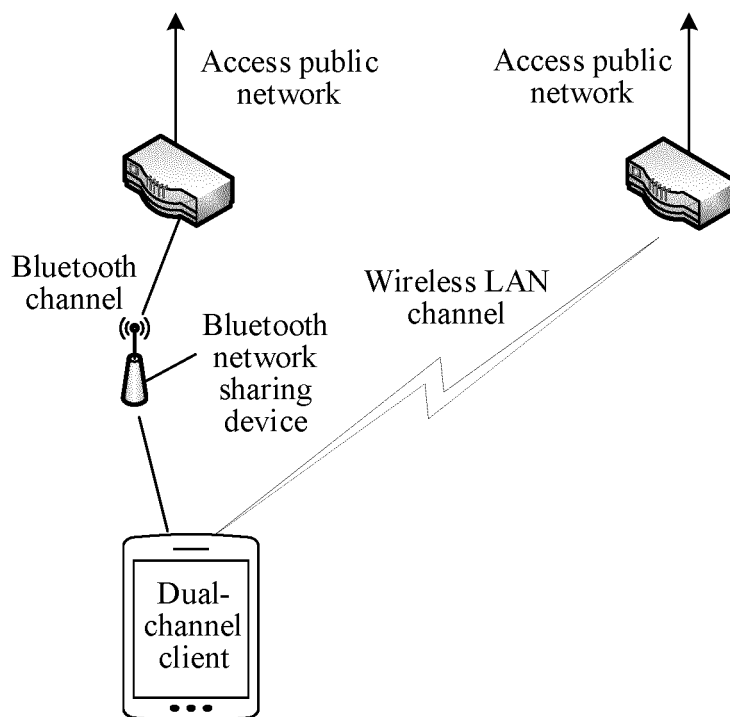 Access public
network
Access public
network
Bluetooth
channel
Wireless LAN
channel
Bluetooth
network
sharing
device
Dual-
channel
client